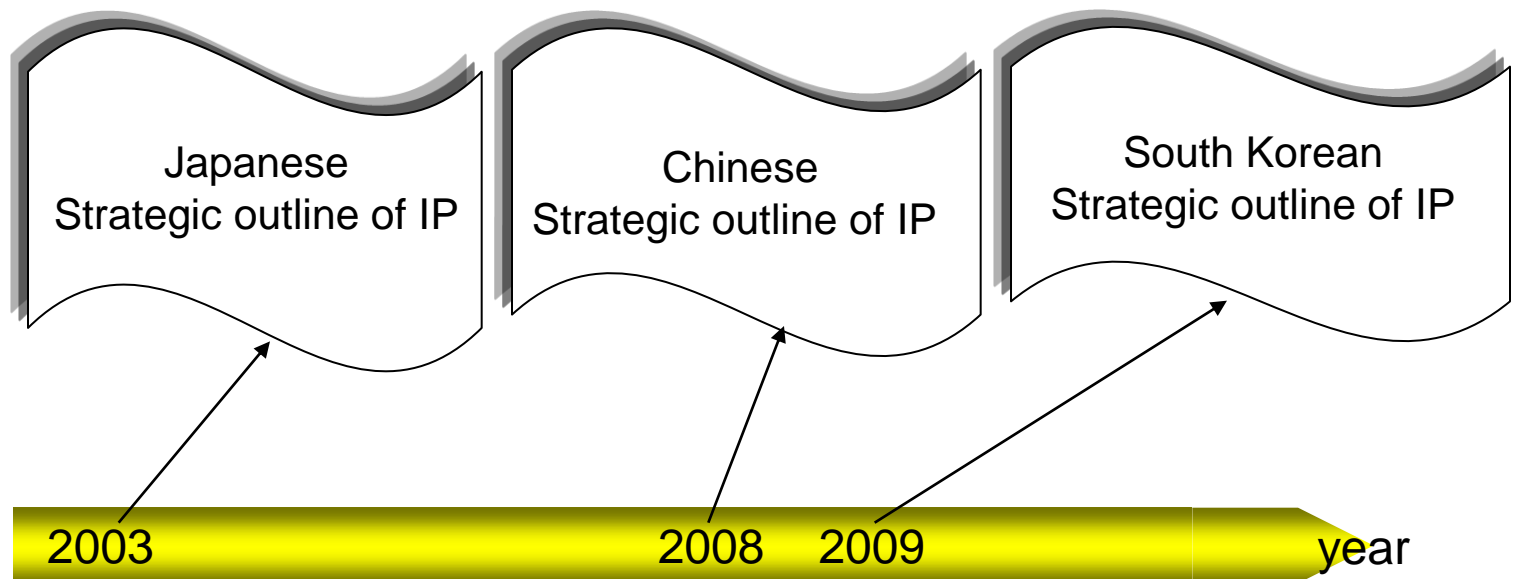 Japanese
Strategic outline of IP
Chinese
Strategic outline of IP
South Korean
Strategic outline of IP
2003
2008
2009
year